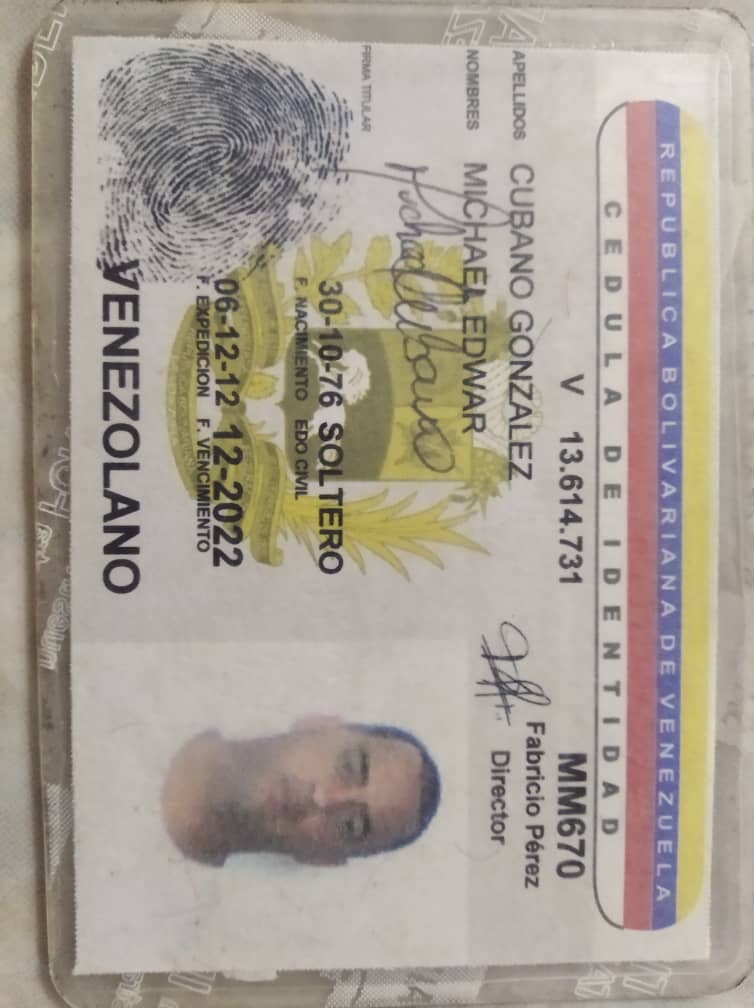 REPUBLICA BOLIVARIANA DE VENEZUELA
CEDULA DE IDENTIDAD
V 13.614.731 MM670
Fabricio Pérez
Director
APELLIDOS CUBANO GONZALEZ
NOMBRES MICHAEL EDWAR
Michael Cubano
FIRMA TITULAR
30-10-76 SOLTERO
F. NACIMIENTO EDO CIVIL
06-12-12 12-2022
F. EXPEDICION F. VENCIMIENTO
VENEZOLANO